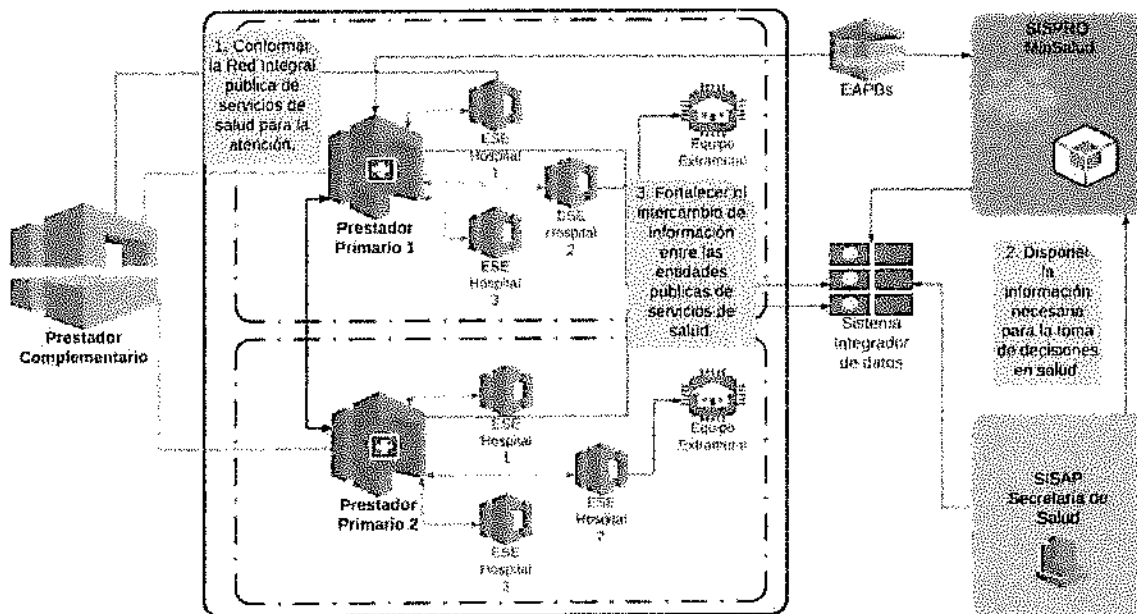 1. Conformar
la Red Integral
pública de
servicios de
salud para la
atención.
ESE
Hospital
1
Prestador
Primario 1
ESE
Hospital
2
ESE
Hospital
3
Equipo
Extramural
EAPBs
SISPRO
MinSalud
3. Fortalecer el
intercambio de
información
entre las
entidades
públicas de
servicios de
salud
Prestador
Complementario
Sistema
Integrador
de datos
2. Disponer
la
información
necesaria
para la toma
de decisiones
en salud
ESE
Hospital
1
Prestador
Primario 2
ESE
Hospital
2
ESE
Hospital
3
Equipo
Extramural
SISAP
Secretaria de
Salud